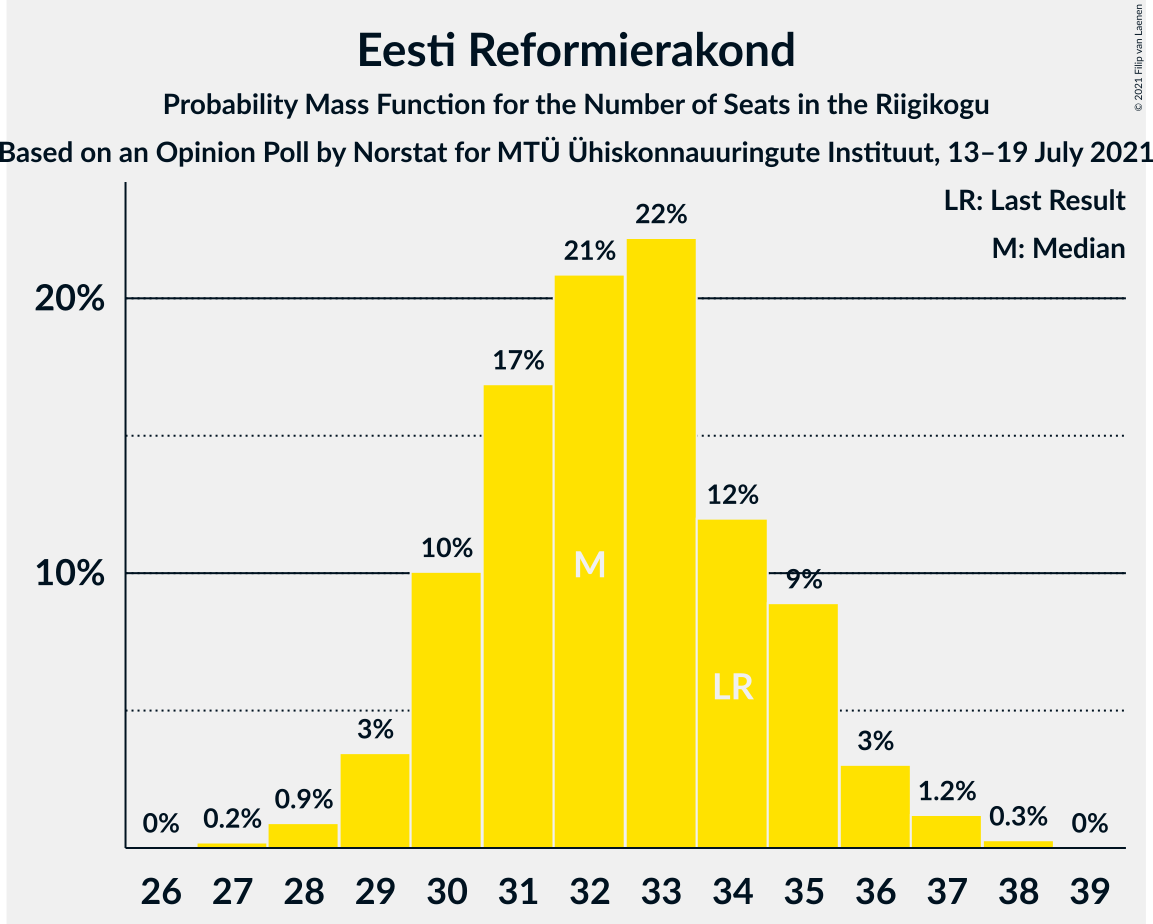 Eesti Reformierakond
Probability Mass Function for the Number of Seats in the Riigikogu
Based on an Opinion Poll by Norstat for MTÜ Ühiskonnauuringute Instituut, 13–19 July 2021
© 2021 Filip van Laenen
LR: Last Result
M: Median
20%
10%
0%
0.2%
0.9%
3%
10%
17%
21%
22%
12%
9%
3%
1.2%
0.3%
0%
M
LR
26 27 28 29 30 31 32 33 34 35 36 37 38 39